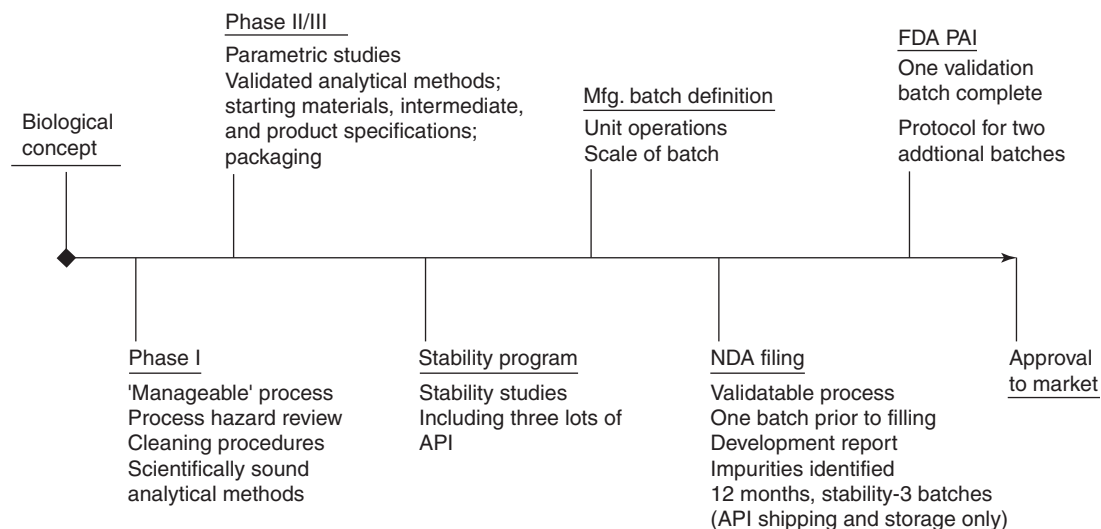 Phase II/III
Parametric studies
Validated analytical methods;
starting materials, intermediate,
and product specifications;
packaging
FDA PAI
One validation
batch complete
Protocol for two
addtional batches
Mfg. batch definition
Unit operations
Scale of batch
Biological
concept
Phase I
'Manageable' process
Process hazard review
Cleaning procedures
Scientifically sound
analytical methods
Stability program
Stability studies
Including three lots of
API
NDA filing
Validatable process
One batch prior to filling
Development report
Impurities identified
12 months, stability-3 batches
(API shipping and storage only)
Approval
to market